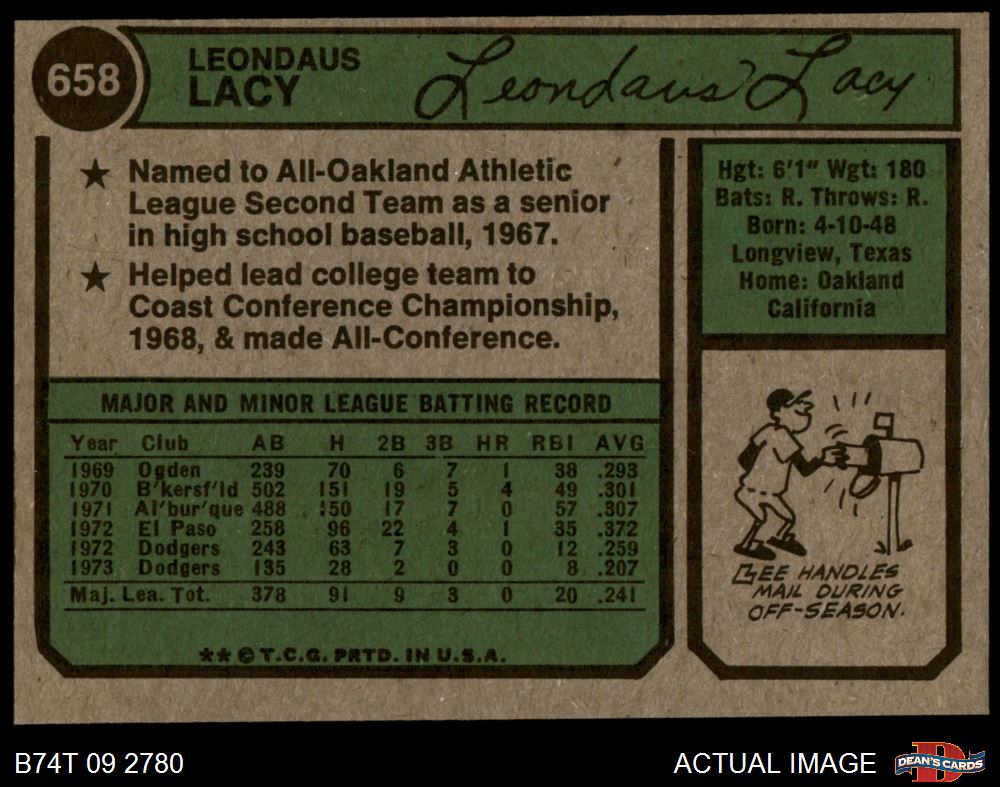 658
LEONDAUS
LACY
Leondaus Lacy
★ Named to All-Oakland Athletic
League Second Team as a senior
in high school baseball, 1967.
★ Helped lead college team to
Coast Conference Championship,
1968, & made All-Conference.
Hgt: 6'1" Wgt: 180
Bats: R. Throws: R.
Born: 4-10-48
Longview, Texas
Home: Oakland
California
MAJOR AND MINOR LEAGUE BATTING RECORD
Year Club AB H 2B 3B HR RBI AVG
1969 Ogden 239 70 6 7 1 38 .293
1970 B'kersf'ld 502 151 19 5 4 49 .301
1971 Al'bur'que 488 150 17 7 0 57 .307
1972 El Paso 258 96 22 4 1 35 .372
1972 Dodgers 243 63 7 3 0 12 .259
1973 Dodgers 135 28 2 0 0 8 .207
Maj. Lea. Tot. 378 91 9 3 0 20 .241
** © T.C.G. PRTD. IN U.S.A.
LEE HANDLES
MAIL DURING
OFF-SEASON.
B74T 09 2780
ACTUAL IMAGE
D
DEAN'S CARDS